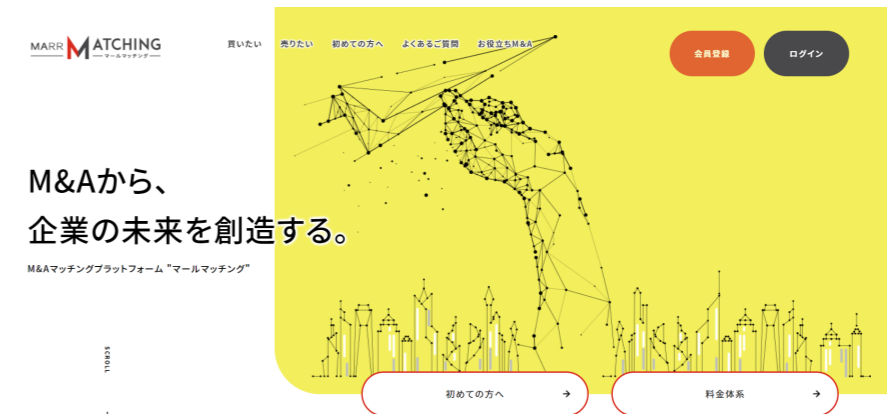 MARR MATCHING
マールマッチング
買いたい 売りたい 初めての方へ よくあるご質問 お役立ちM&A
会員登録
ログイン
M&Aから、
企業の未来を創造する。
M&Aマッチングプラットフォーム "マールマッチング"
SCROLL
初めての方へ
料金体系